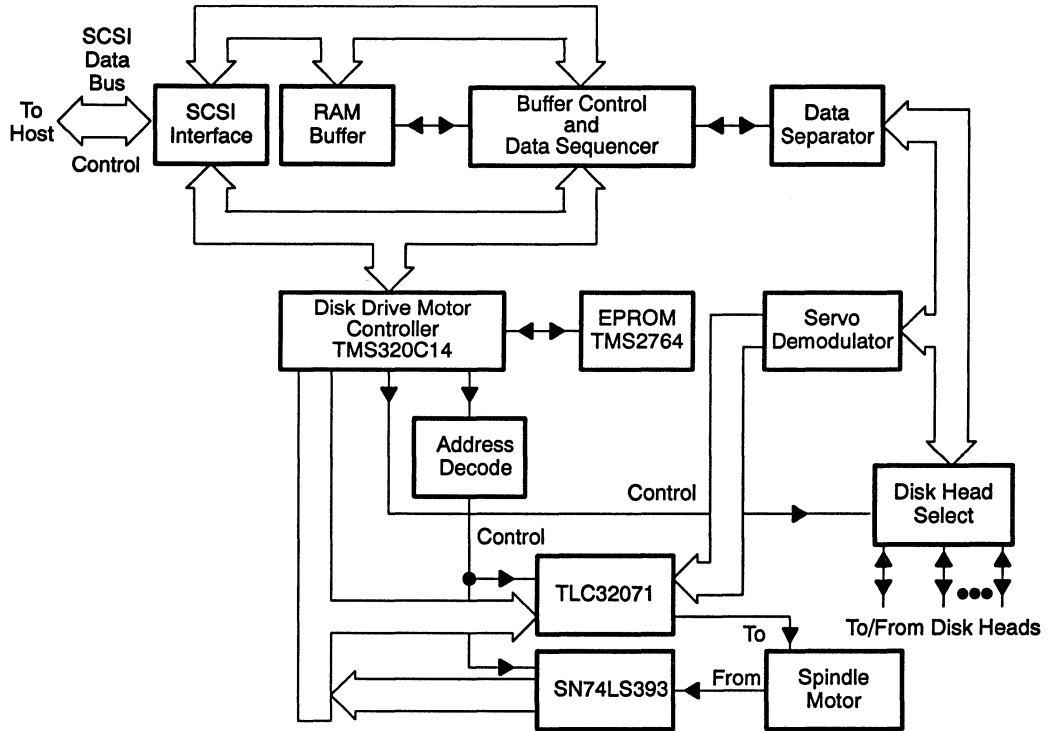 SCSI
Data
Bus
To
Host
Control
SCSI
Interface
RAM
Buffer
Buffer Control
and
Data Sequencer
Data
Separator
Disk Drive Motor
Controller
TMS320C14
EPROM
TMS2764
Servo
Demodulator
Address
Decode
Control
Disk Head
Select
Control
TLC32071
To/From Disk Heads
To
SN74LS393
From
Spindle
Motor